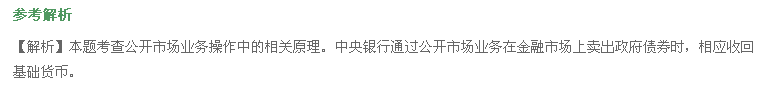 参考解析
【解析】本题考查公开市场业务操作中的相关原理。中央银行通过公开市场业务在金融市场上卖出政府债券时，相应收回
基础货币。